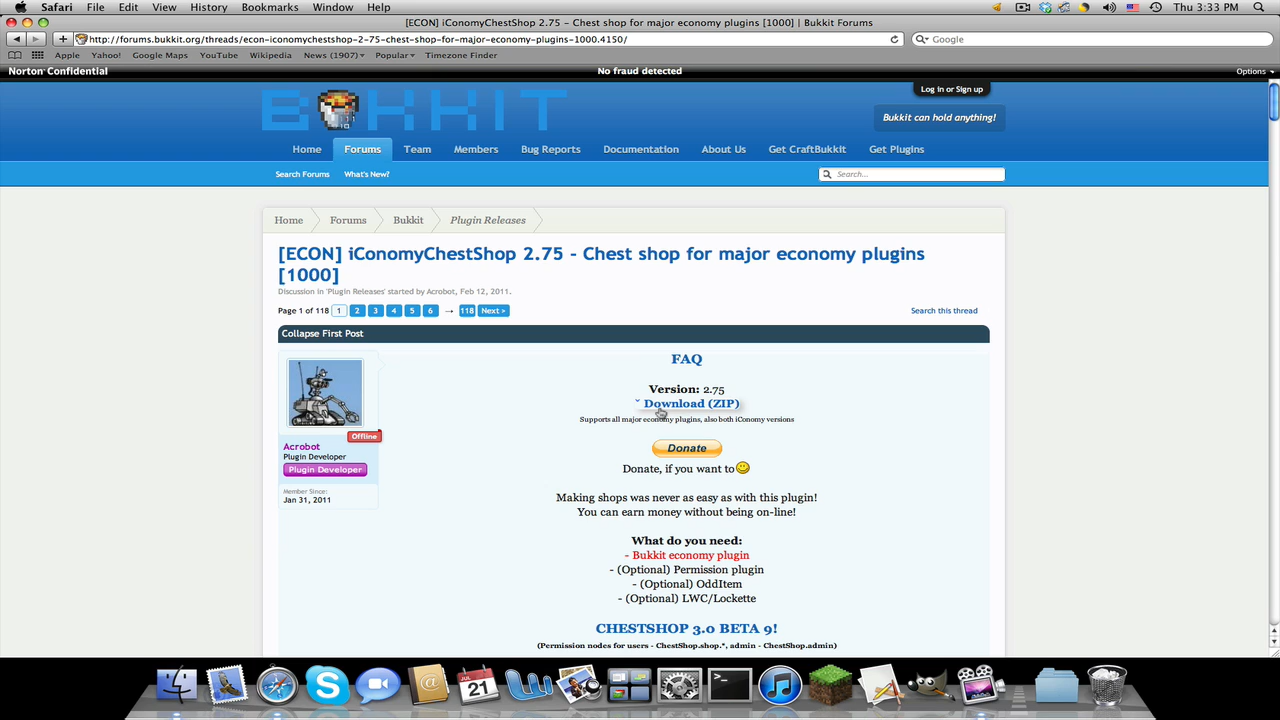 Safari File Edit View History Bookmarks Window Help Thu 3:33 PM
[ECON] iConomyChestShop 2.75 - Chest shop for major economy plugins [1000] | Bukkit Forums
http://forums.bukkit.org/threads/econ-iconomychestshop-2-75-chest-shop-for-major-economy-plugins-1000.4150/ Google
Apple Yahoo! Google Maps YouTube Wikipedia News (1907) Popular Timezone Finder
Norton Confidential No fraud detected Options
BUKKIT
Log in or Sign up
Bukkit can hold anything!
Home Forums Team Members Bug Reports Documentation About Us Get CraftBukkit Get Plugins
Search Forums What's New? Search...
Home Forums Bukkit Plugin Releases
[ECON] iConomyChestShop 2.75 - Chest shop for major economy plugins
[1000]
Discussion in 'Plugin Releases' started by Acrobot, Feb 12, 2011.
Page 1 of 118 1 2 3 4 5 6 → 118 Next > Search this thread
Collapse First Post
FAQ
Version: 2.75
Download (ZIP)
Supports all major economy plugins, also both iConomy versions
Offline
Acrobot
Plugin Developer
Plugin Developer
Member Since:
Jan 31, 2011
Donate
Donate, if you want to
Making shops was never as easy as with this plugin!
You can earn money without being on-line!
What do you need:
- Bukkit economy plugin
- (Optional) Permission plugin
- (Optional) OddItem
- (Optional) LWC/Lockette
CHESTSHOP 3.0 BETA 9!
(Permission nodes for users - ChestShop.shop.*, admin - ChestShop.admin)
JUL
21